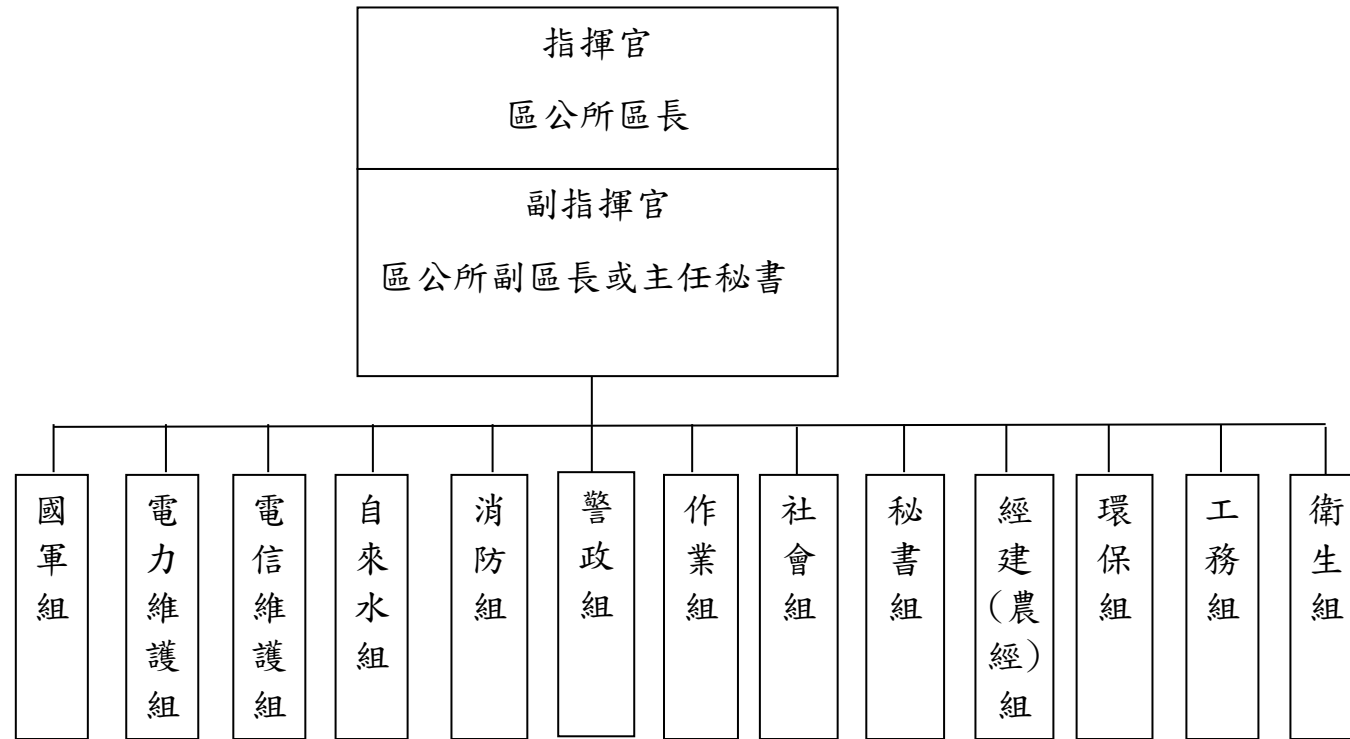 指揮官
區公所區長
副指揮官
區公所副區長或主任秘書
國軍組
電力維護組
電信維護組
自來水組
消防組
警政組
作業組
社會組
秘書組
經建(農經)組
環保組
工務組
衛生組